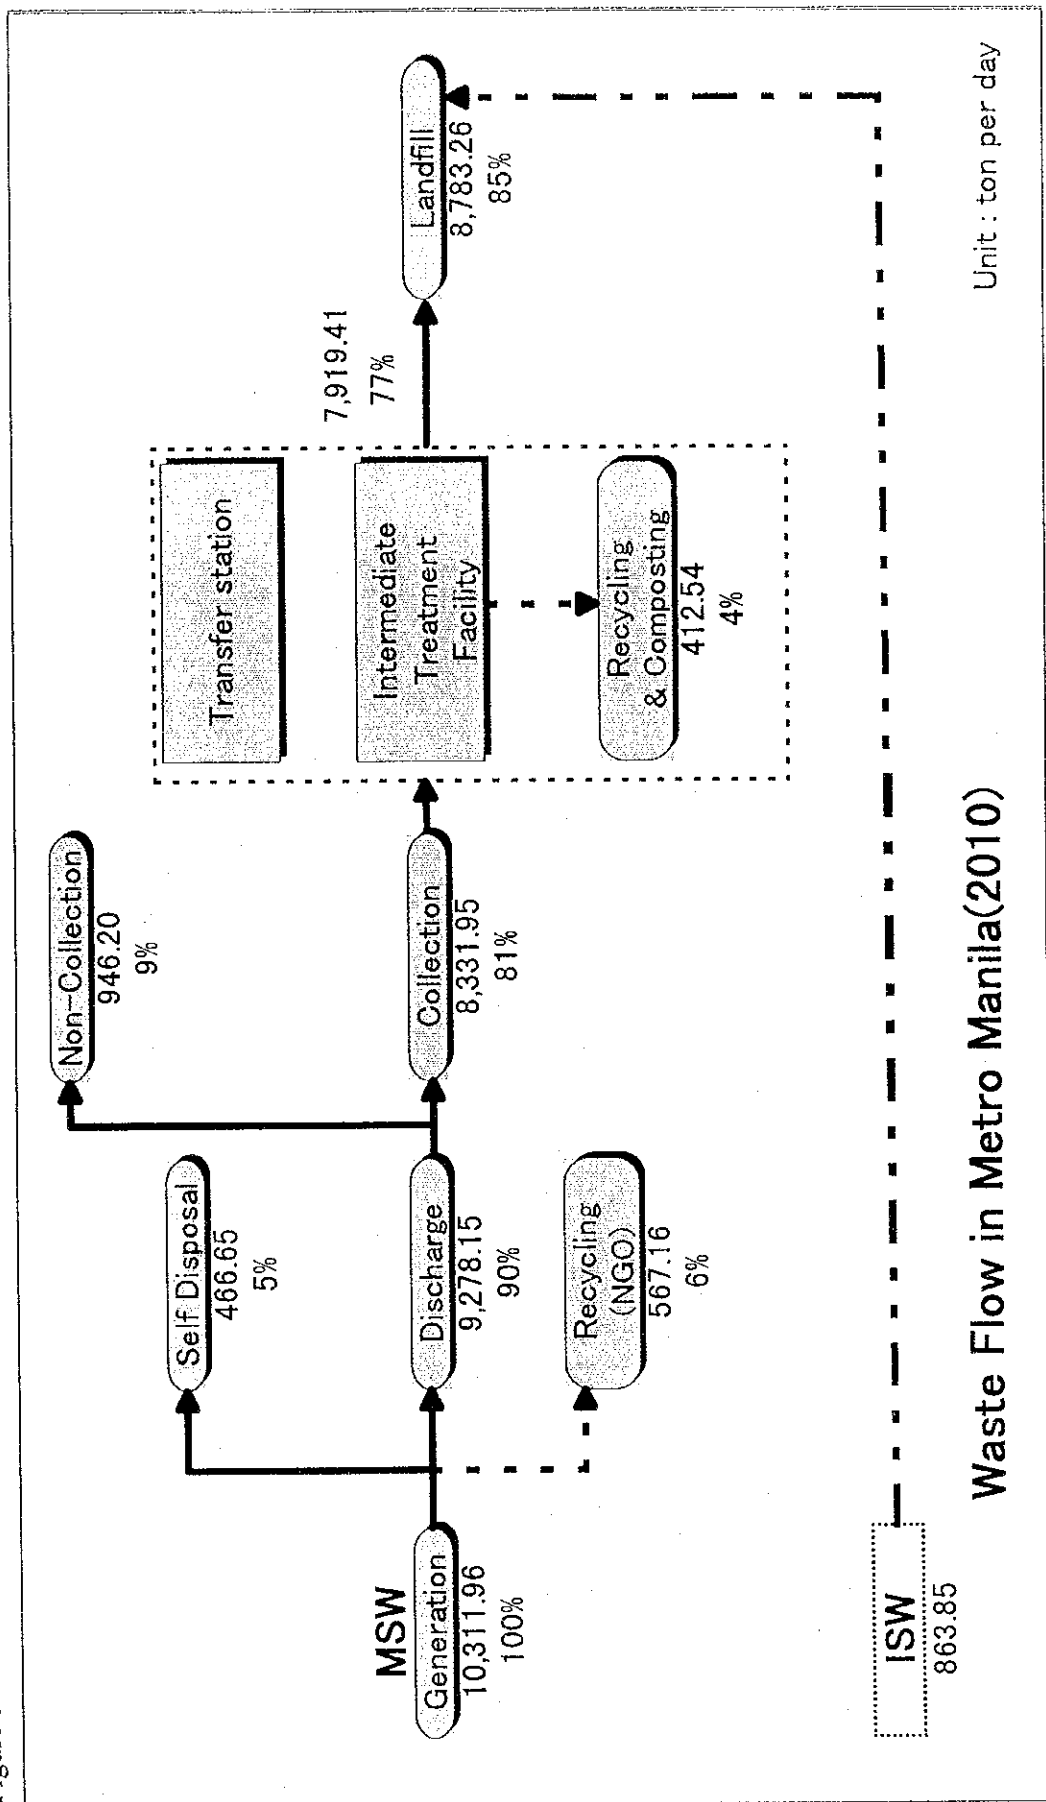 MSW
Generation
10,311.96
100%
Self Disposal
466.65
5%
Discharge
9,278.15
90%
Recycling
(NGO)
567.16
6%
Non-Collection
946.20
9%
Collection
8,331.95
81%
Transfer station
Intermediate
Treatment
Facility
Recycling
& Composting
412.54
4%
7,919.41
77%
Landfill
8,783.26
85%
ISW
863.85
Unit : ton per day
Waste Flow in Metro Manila(2010)